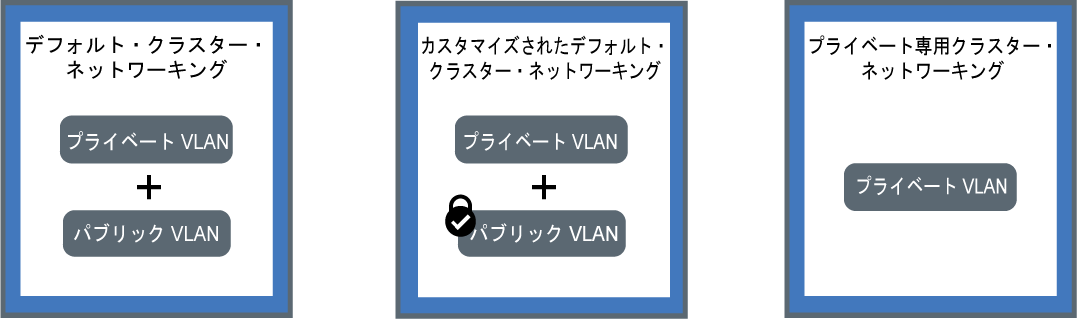 デフォルト・クラスター・
ネットワーキング
プライベート VLAN
+
パブリック VLAN
カスタマイズされたデフォルト・
クラスター・ネットワーキング
プライベート VLAN
+
パブリック VLAN
プライベート専用クラスター・
ネットワーキング
プライベート VLAN